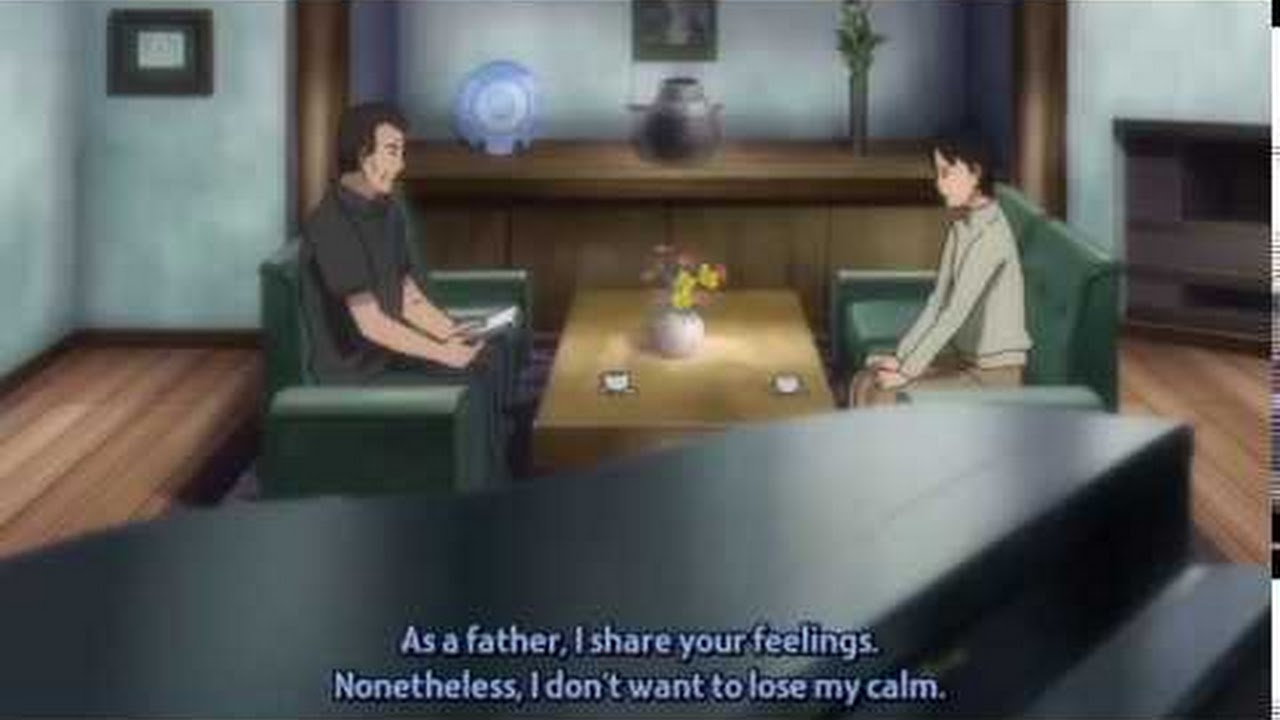 As a father, I share your feelings.
Nonetheless, I don't want to lose my calm.